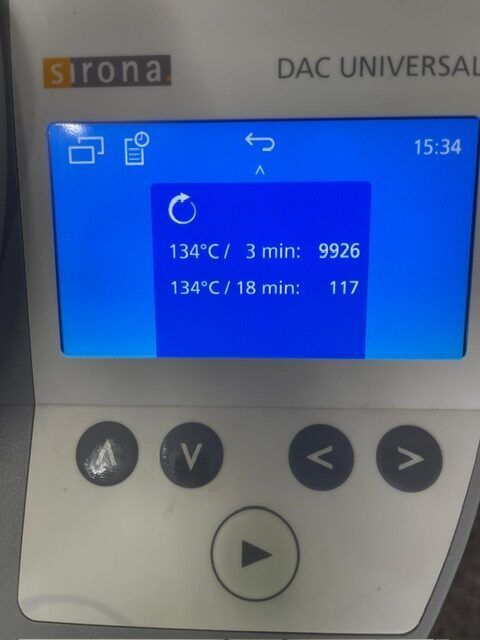 sirona.
DAC UNIVERSAL
15:34
134°C / 3 min: 9926
134°C / 18 min: 117